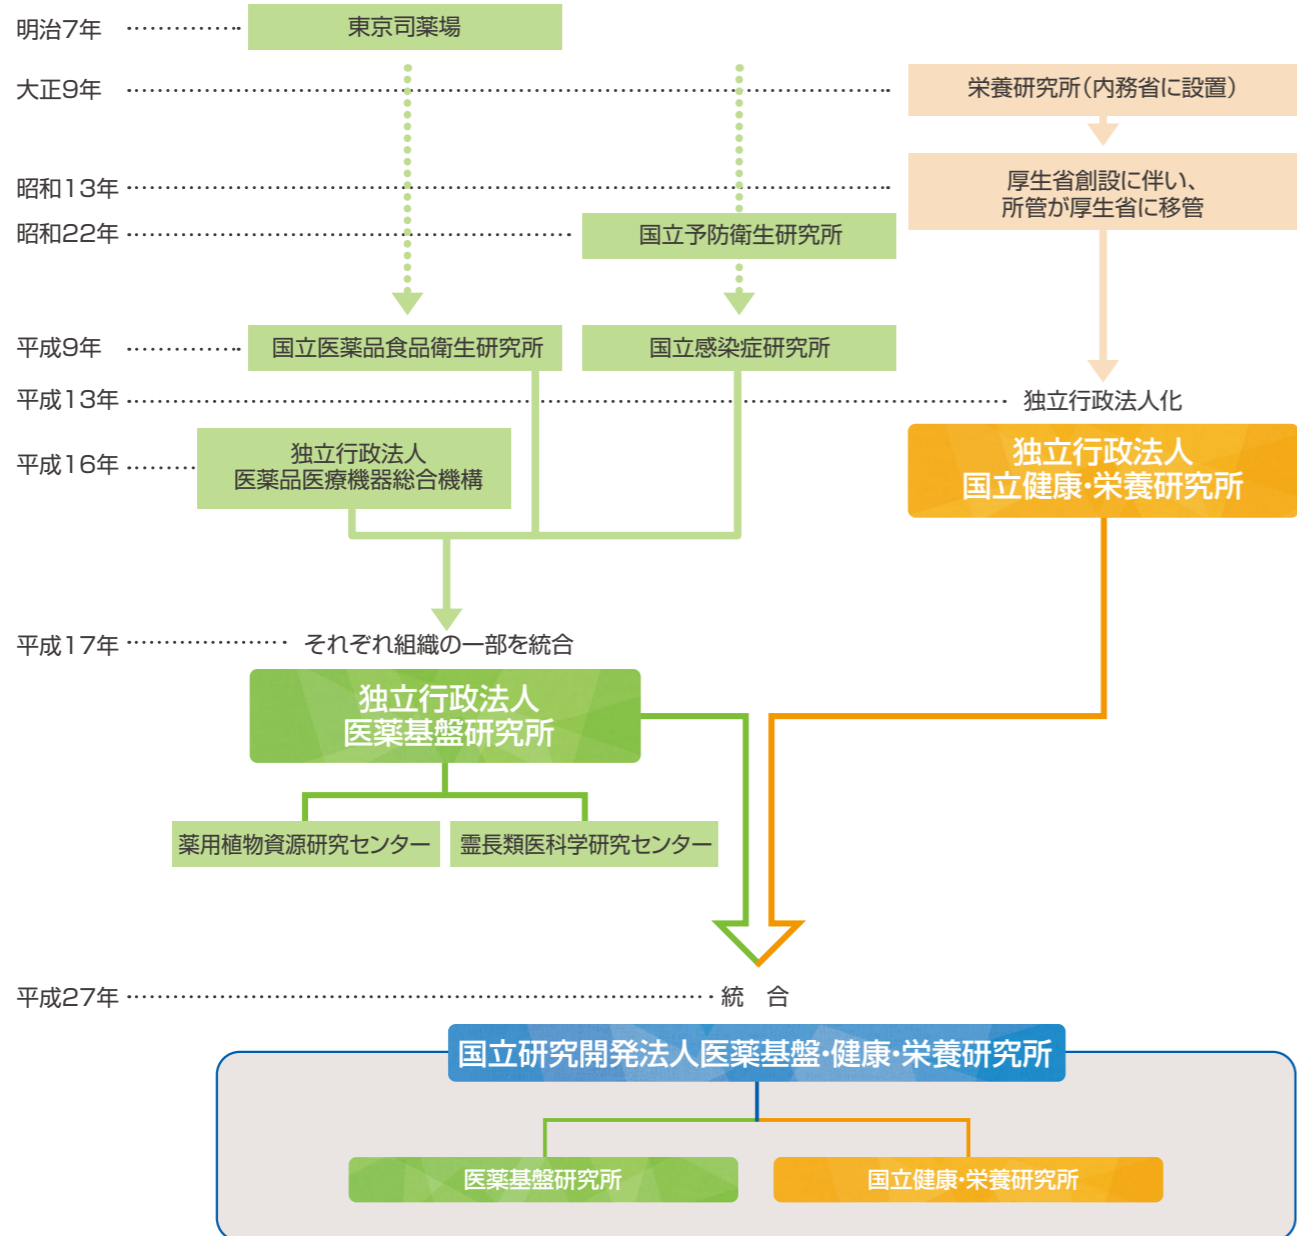 明治7年
東京司薬場
大正9年
栄養研究所(内務省に設置)
昭和13年
厚生省創設に伴い、
所管が厚生省に移管
昭和22年
国立予防衛生研究所
平成9年
国立医薬品食品衛生研究所
国立感染症研究所
平成13年
独立行政法人化
平成16年
独立行政法人
医薬品医療機器総合機構
独立行政法人
国立健康・栄養研究所
平成17年
それぞれ組織の一部を統合
独立行政法人
医薬基盤研究所
薬用植物資源研究センター
霊長類医科学研究センター
平成27年
統 合
国立研究開発法人医薬基盤・健康・栄養研究所
医薬基盤研究所
国立健康・栄養研究所